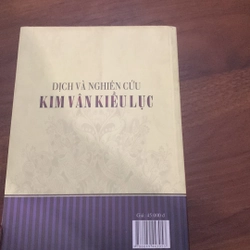 DỊCH VÀ NGHIÊN CỨU
KIM VÂN KIỀU LỤC